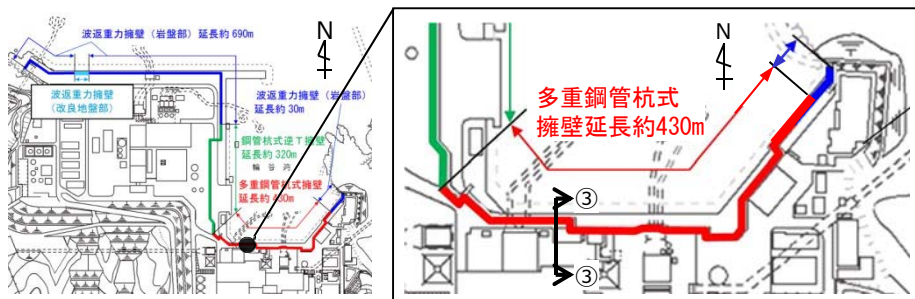 波返重力擁壁（岩盤部）延長約690m
N
波返重力擁壁
（改良地盤部）
波返重力擁壁（岩盤部）
延長約30m
鋼管杭式逆T擁壁
延長約320m
輪谷湾
多重鋼管杭式擁壁
延長約430m
N
多重鋼管杭式
擁壁延長約430m
③
③